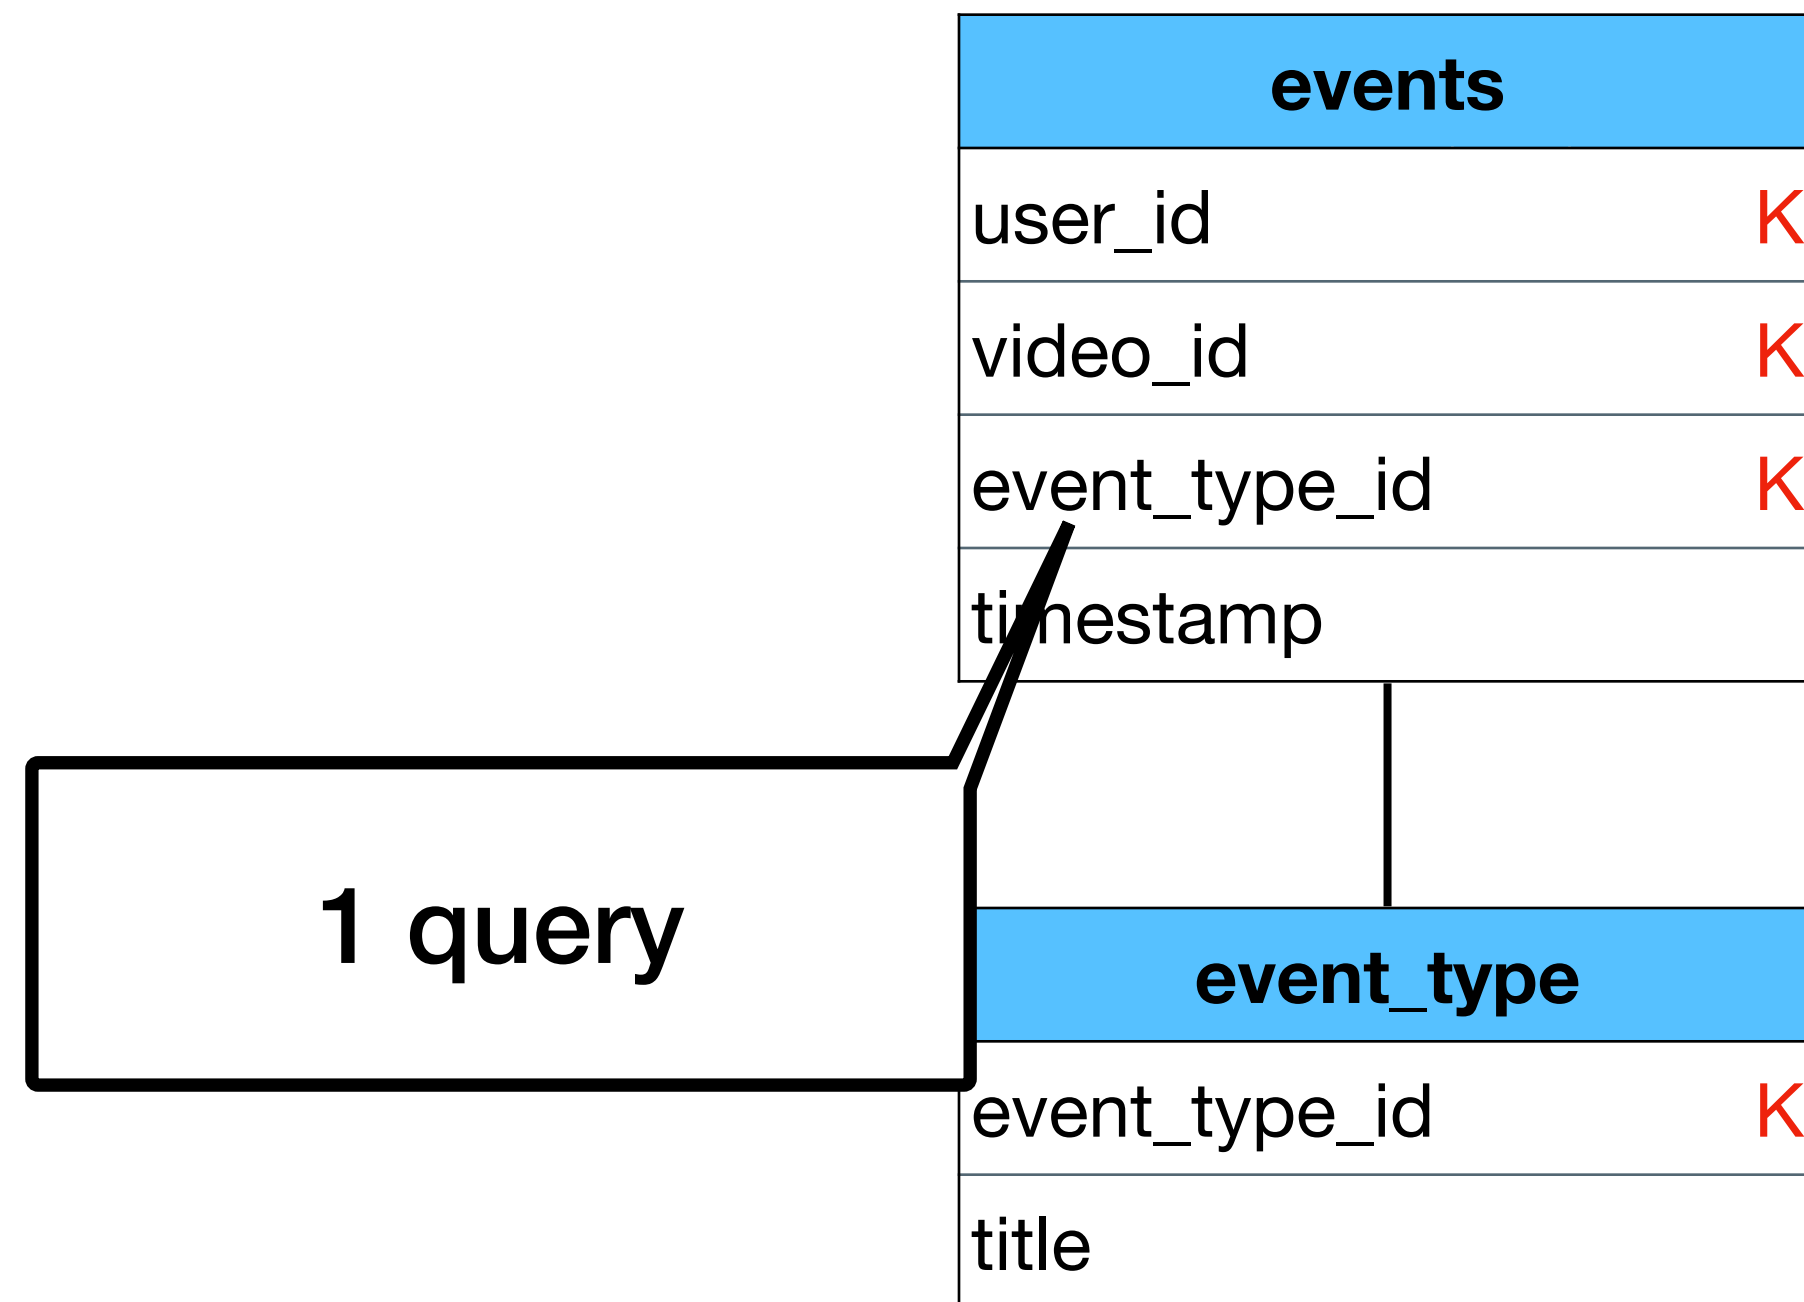 events
user_id K
video_id K
event_type_id K
timestamp
1 query
event_type
event_type_id K
title